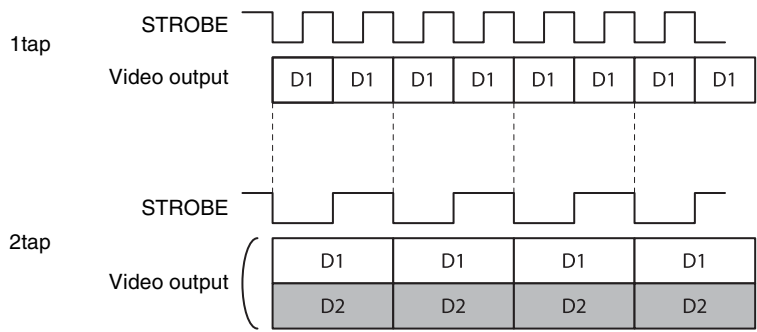 STROBE
1tap
Video output
D1 D1 D1 D1 D1 D1 D1 D1
STROBE
2tap
Video output
D1 D1 D1 D1
D2 D2 D2 D2